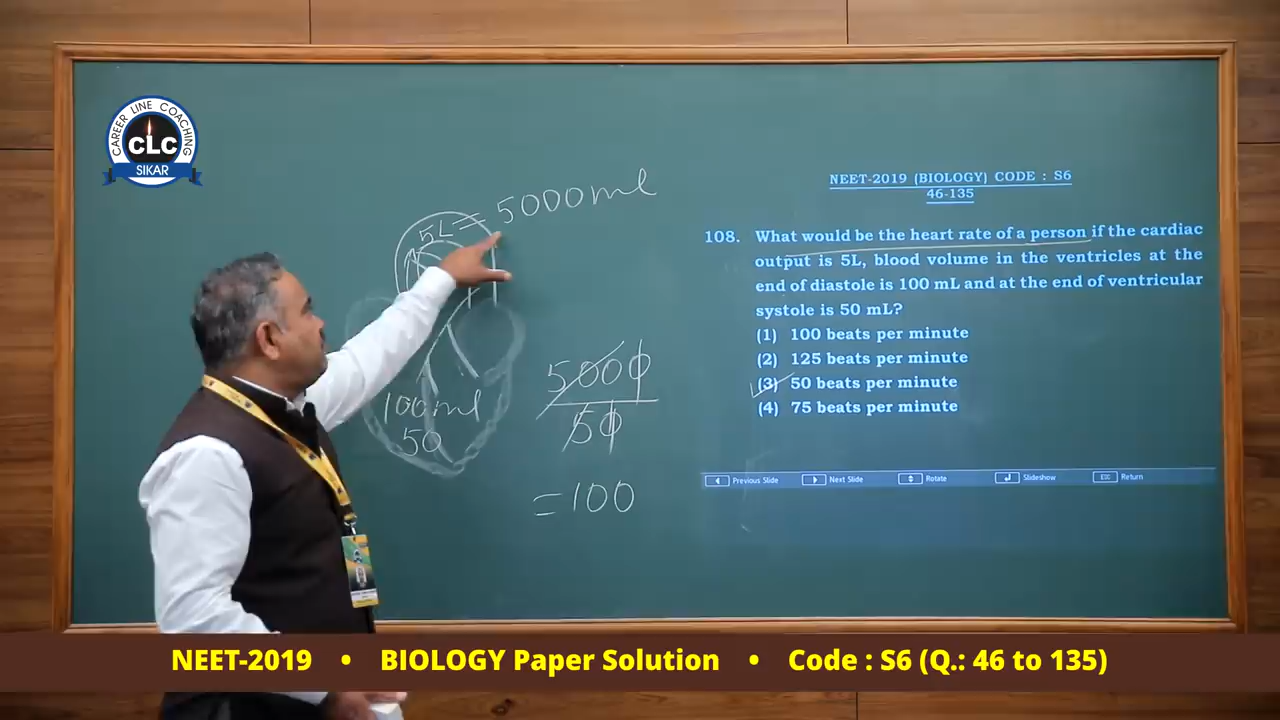 CAREER LINE COACHING
CLC
SIKAR
5L = 5000ml
100ml
50
5000
50
=100
NEET-2019 (BIOLOGY) CODE : S6
46-135
108. What would be the heart rate of a person if the cardiac
output is 5L, blood volume in the ventricles at the
end of diastole is 100 mL and at the end of ventricular
systole is 50 mL?
(1) 100 beats per minute
(2) 125 beats per minute
(3) 50 beats per minute
(4) 75 beats per minute
Previous Slide Next Slide Rotate Slideshow ESC Return
NEET-2019 • BIOLOGY Paper Solution • Code : S6 (Q.: 46 to 135)